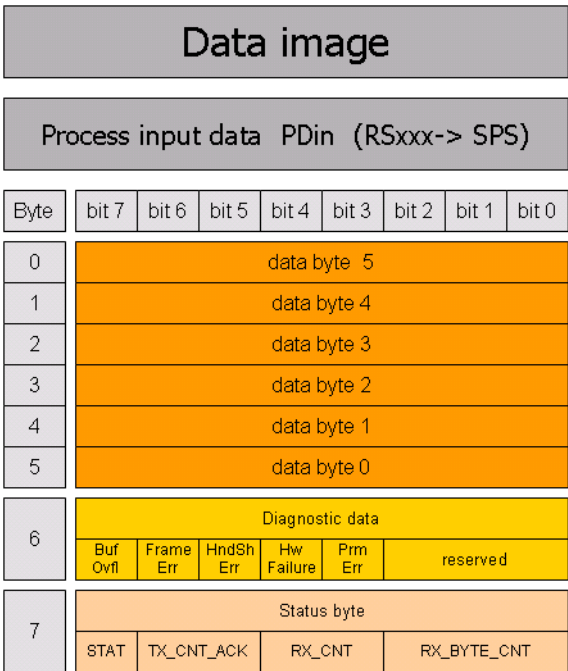 Data image
Process input data PDin (RSxxx-> SPS)
Byte bit 7 bit 6 bit 5 bit 4 bit 3 bit 2 bit 1 bit 0
0 data byte 5
1 data byte 4
2 data byte 3
3 data byte 2
4 data byte 1
5 data byte 0
6 Diagnostic data
Buf Ovfl Frame Err HndSh Err Hw Failure Prm Err reserved
7 Status byte
STAT TX_CNT_ACK RX_CNT RX_BYTE_CNT